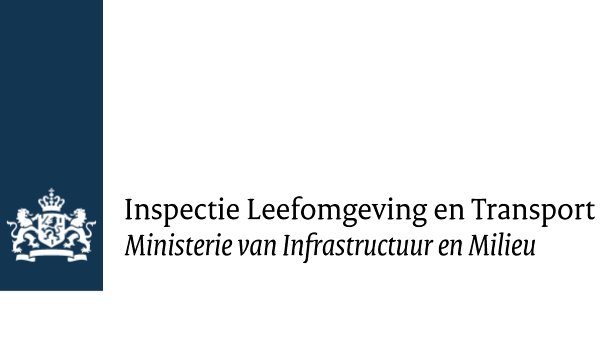 Inspectie Leefomgeving en Transport
Ministerie van Infrastructuur en Milieu